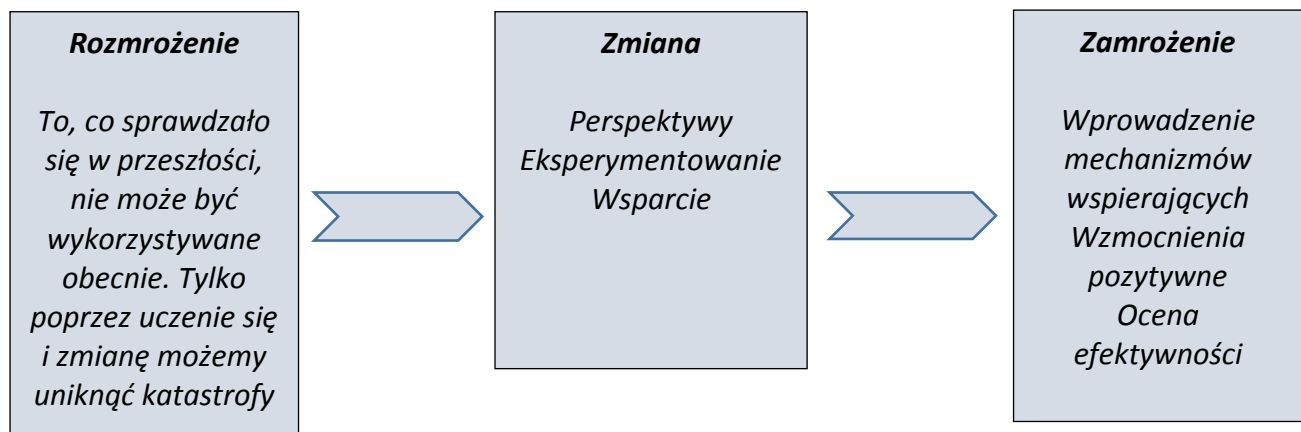 Rozmrożenie
To, co sprawdzało
się w przeszłości,
nie może być
wykorzystywane
obecnie. Tylko
poprzez uczenie się
i zmianę możemy
uniknąć katastrofy
Zmiana
Perspektywy
Eksperymentowanie
Wsparcie
Zamrożenie
Wprowadzenie
mechanizmów
wspierających
Wzmocnienia
pozytywne
Ocena
efektywności